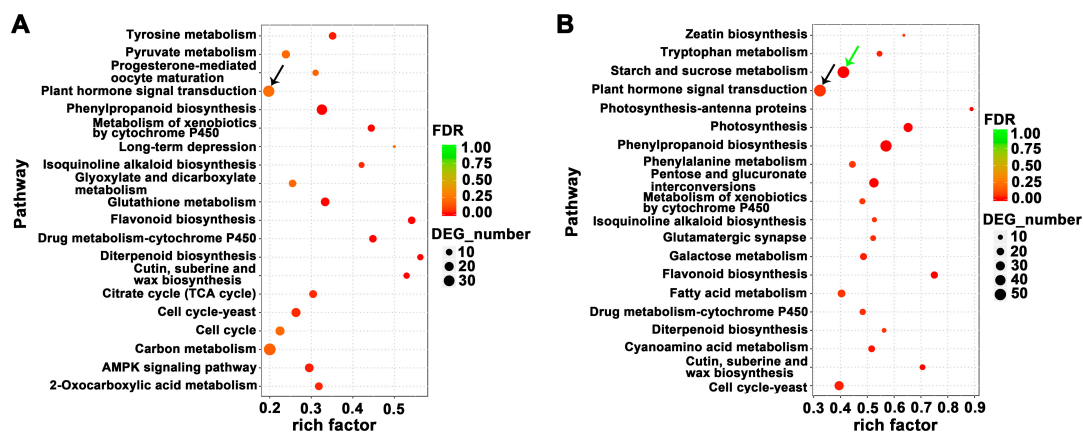 A
Tyrosine metabolism
Pyruvate metabolism
Progesterone-mediated
oocyte maturation
Plant hormone signal transduction
Phenylpropanoid biosynthesis
Metabolism of xenobiotics
by cytochrome P450
Long-term depression
Isoquinoline alkaloid biosynthesis
Glyoxylate and dicarboxylate
metabolism
Glutathione metabolism
Flavonoid biosynthesis
Drug metabolism-cytochrome P450
Diterpenoid biosynthesis
Cutin, suberine and
wax biosynthesis
Citrate cycle (TCA cycle)
Cell cycle-yeast
Cell cycle
Carbon metabolism
AMPK signaling pathway
2-Oxocarboxylic acid metabolism
Pathway
0.2 0.3 0.4 0.5
rich factor
FDR
1.00
0.75
0.50
0.25
0.00
DEG_number
10
20
30
B
Zeatin biosynthesis
Tryptophan metabolism
Starch and sucrose metabolism
Plant hormone signal transduction
Photosynthesis-antenna proteins
Photosynthesis
Phenylpropanoid biosynthesis
Phenylalanine metabolism
Pentose and glucuronate
interconversions
Metabolism of xenobiotics
by cytochrome P450
Isoquinoline alkaloid biosynthesis
Glutamatergic synapse
Galactose metabolism
Flavonoid biosynthesis
Fatty acid metabolism
Drug metabolism-cytochrome P450
Diterpenoid biosynthesis
Cyanoamino acid metabolism
Cutin, suberine and
wax biosynthesis
Cell cycle-yeast
Pathway
0.3 0.4 0.5 0.6 0.7 0.8 0.9
rich factor
FDR
1.00
0.75
0.50
0.25
0.00
DEG_number
10
20
30
40
50